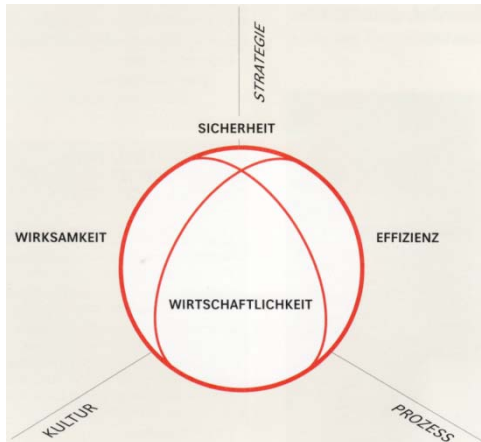 STRATEGIE
SICHERHEIT
WIRKSAMKEIT
EFFIZIENZ
WIRTSCHAFTLICHKEIT
KULTUR
PROZESS